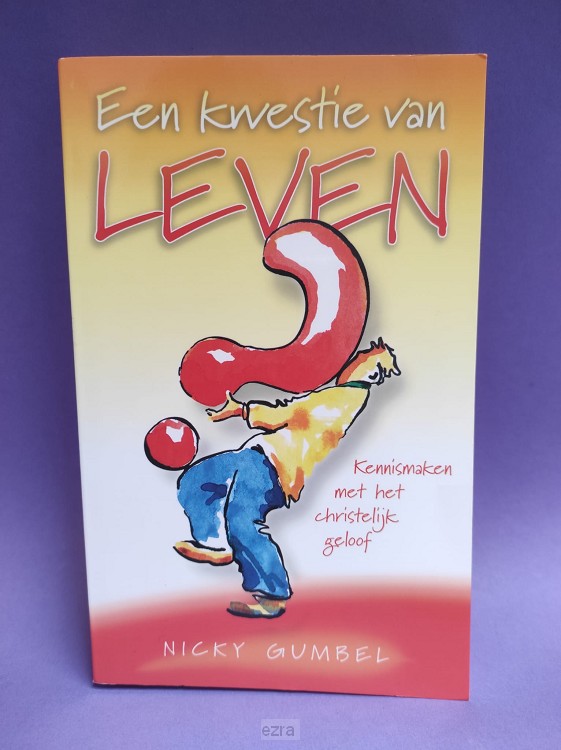 Een kwestie van
LEVEN
Kennismaken
met het
christelijk
geloof
NICKY GUMBEL
ezra